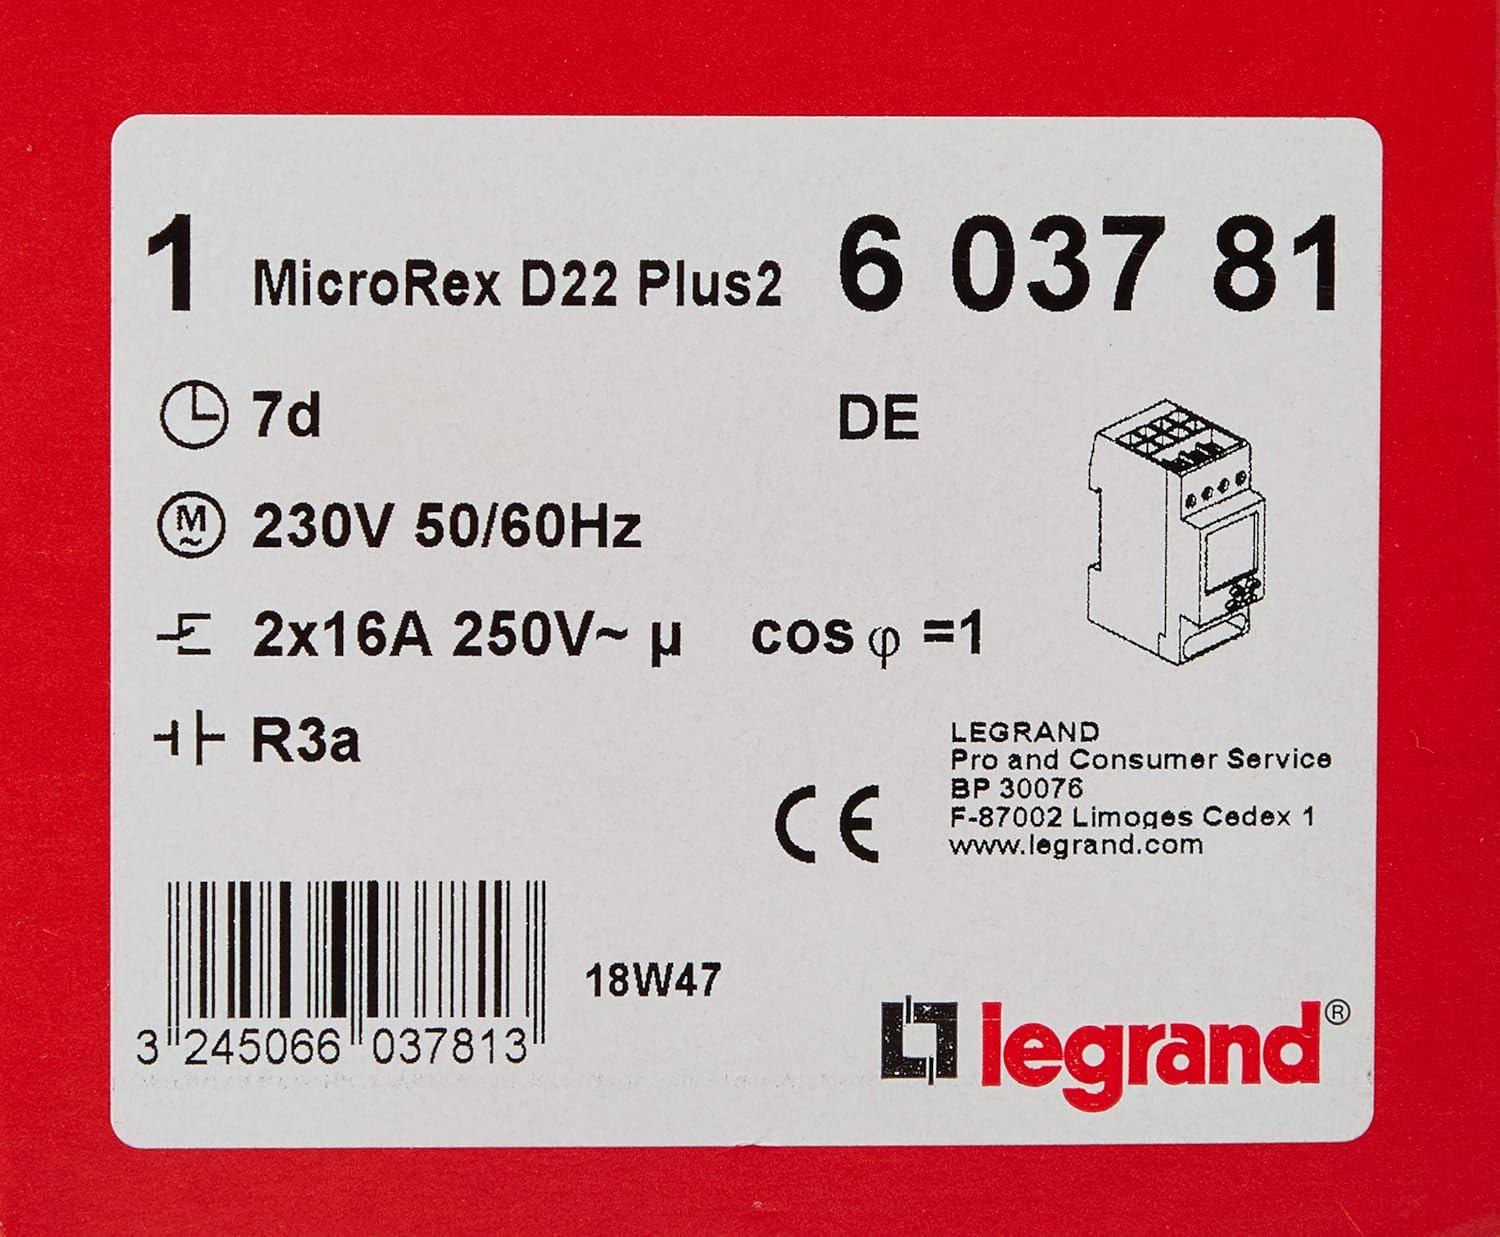 1 MicroRex D22 Plus2 6 037 81
7d DE
M 230V 50/60Hz
2x16A 250V~ µ cos φ =1
R3a
LEGRAND
Pro and Consumer Service
BP 30076
F-87002 Limoges Cedex 1
www.legrand.com
CE
18W47
3 245066 037813
legrand®